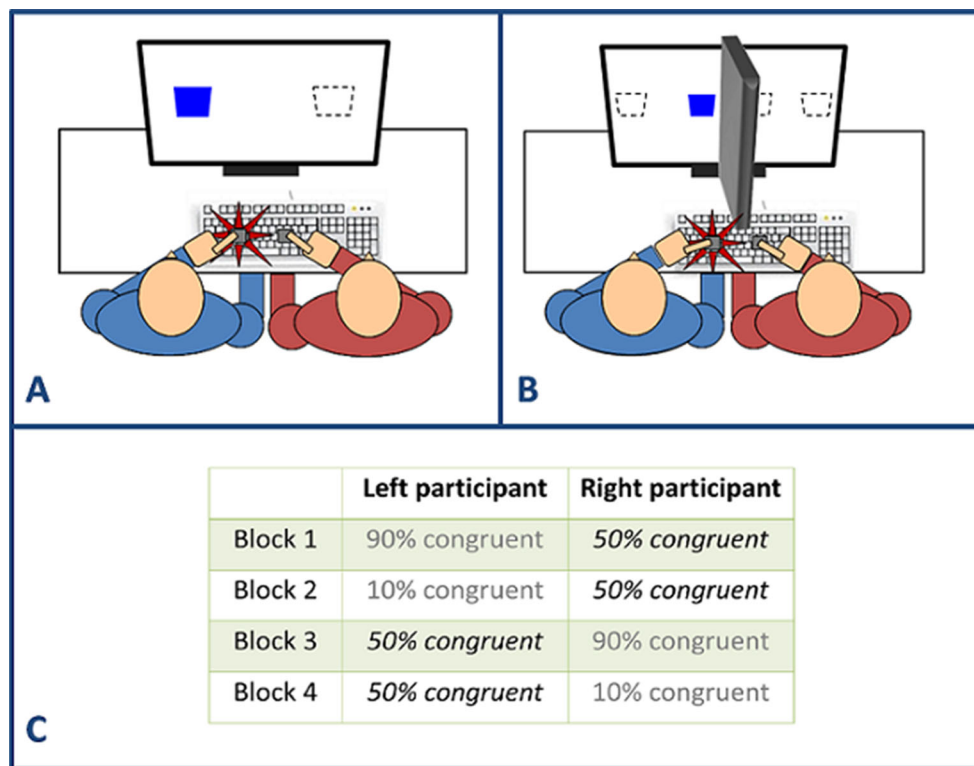 A
B
Left participant Right participant
Block 1 90% congruent 50% congruent
Block 2 10% congruent 50% congruent
Block 3 50% congruent 90% congruent
Block 4 50% congruent 10% congruent
C